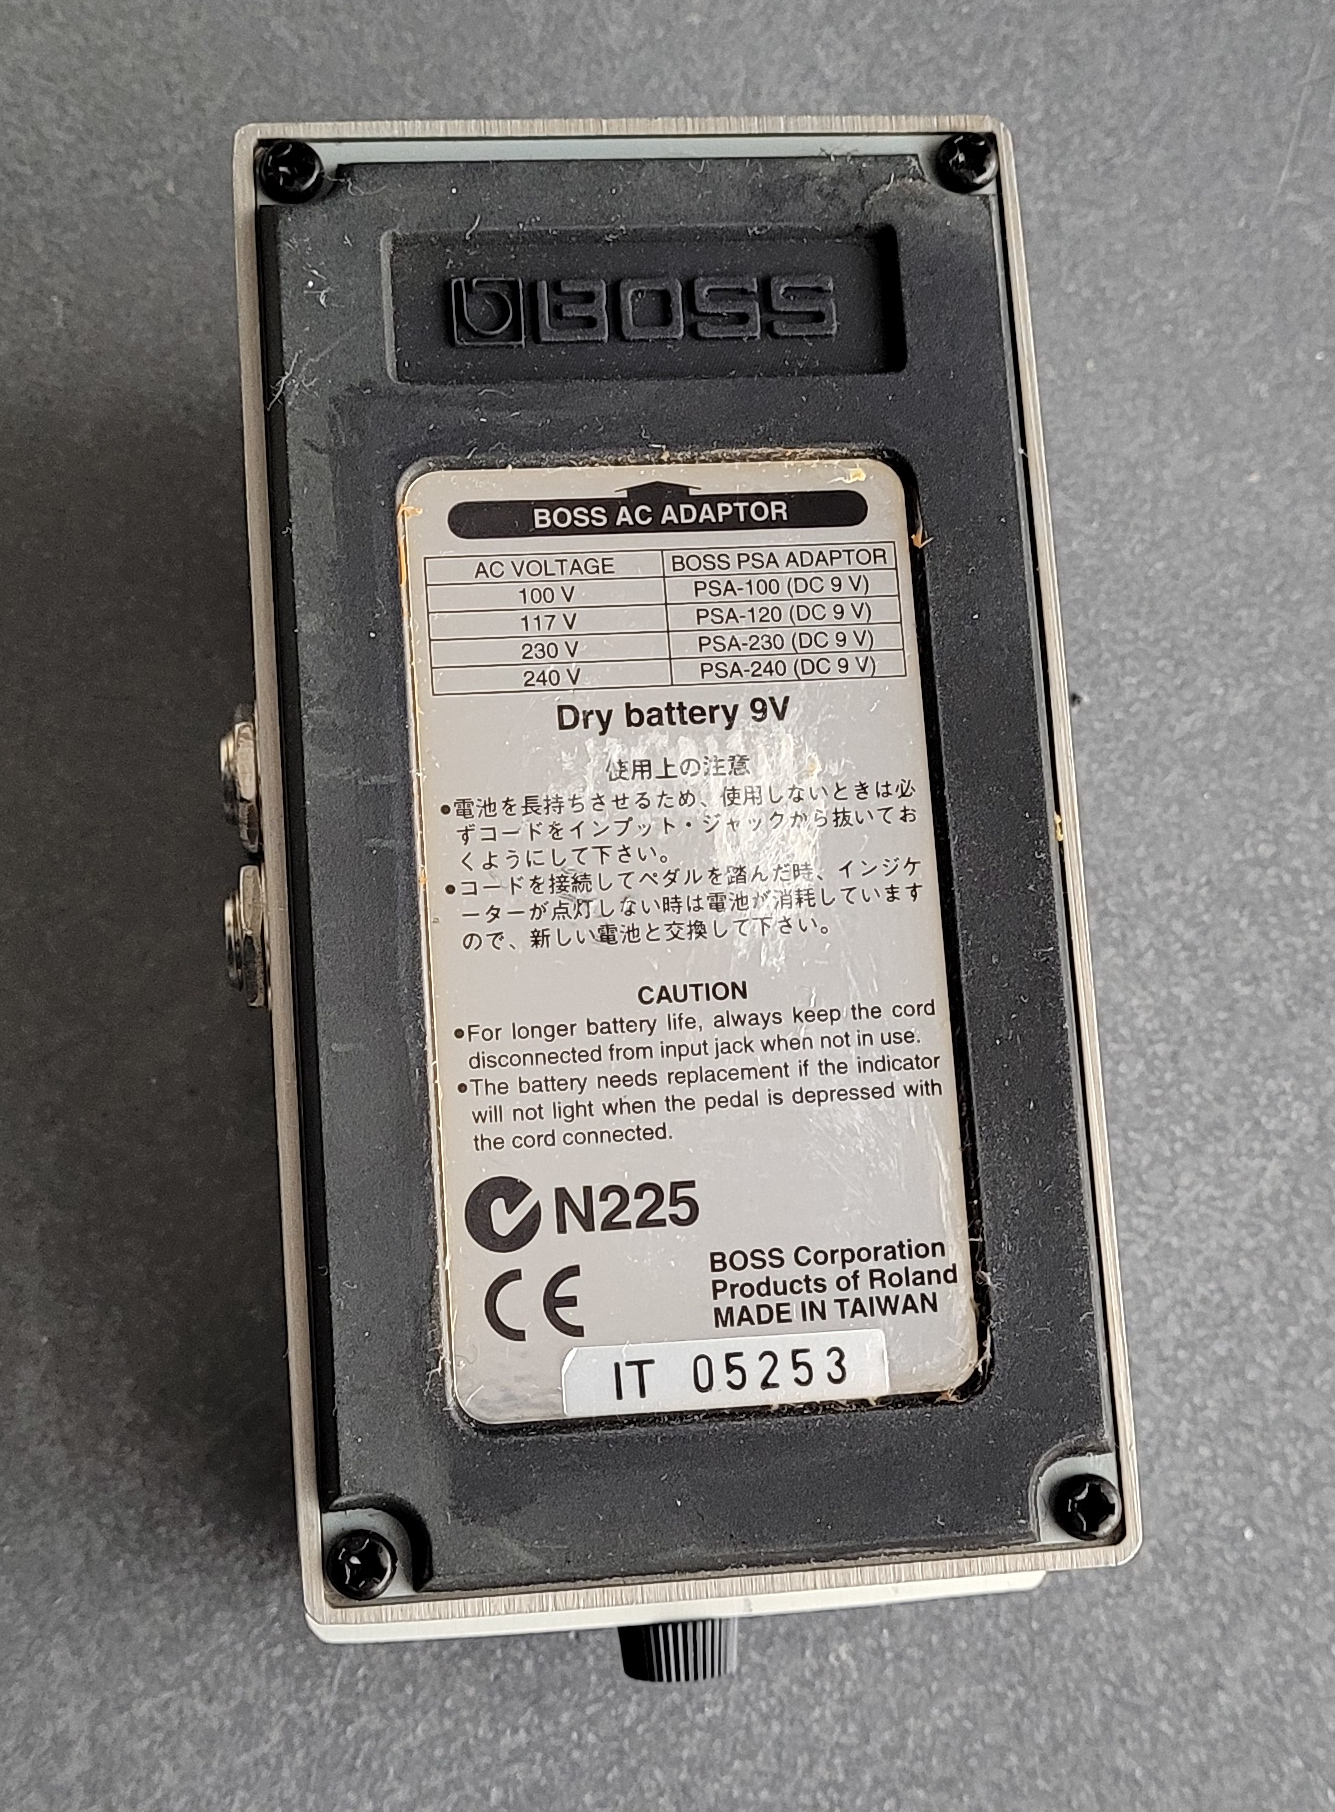 BOSS
BOSS AC ADAPTOR
AC VOLTAGE BOSS PSA ADAPTOR
100 V PSA-100 (DC 9 V)
117 V PSA-120 (DC 9 V)
230 V PSA-230 (DC 9 V)
240 V PSA-240 (DC 9 V)
Dry battery 9V
使用上の注意
●電池を長持ちさせるため、使用しないときは必
ずコードをインプット・ジャックから抜いてお
くようにして下さい。
●コードを接続してペダルを踏んだ時、インジケ
ーターが点灯しない時は電池が消耗しています
ので、新しい電池と交換して下さい。
CAUTION
●For longer battery life, always keep the cord
disconnected from input jack when not in use.
●The battery needs replacement if the indicator
will not light when the pedal is depressed with
the cord connected.
N225
CE
BOSS Corporation
Products of Roland
MADE IN TAIWAN
IT 05253